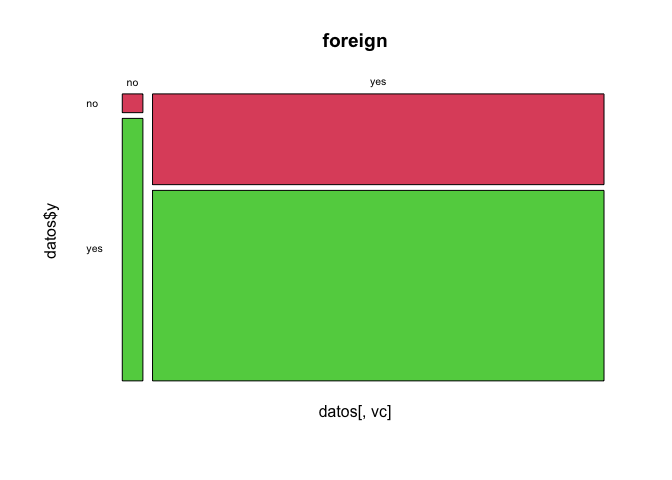 foreign
no yes
no
yes
datos$y
datos[, vc]